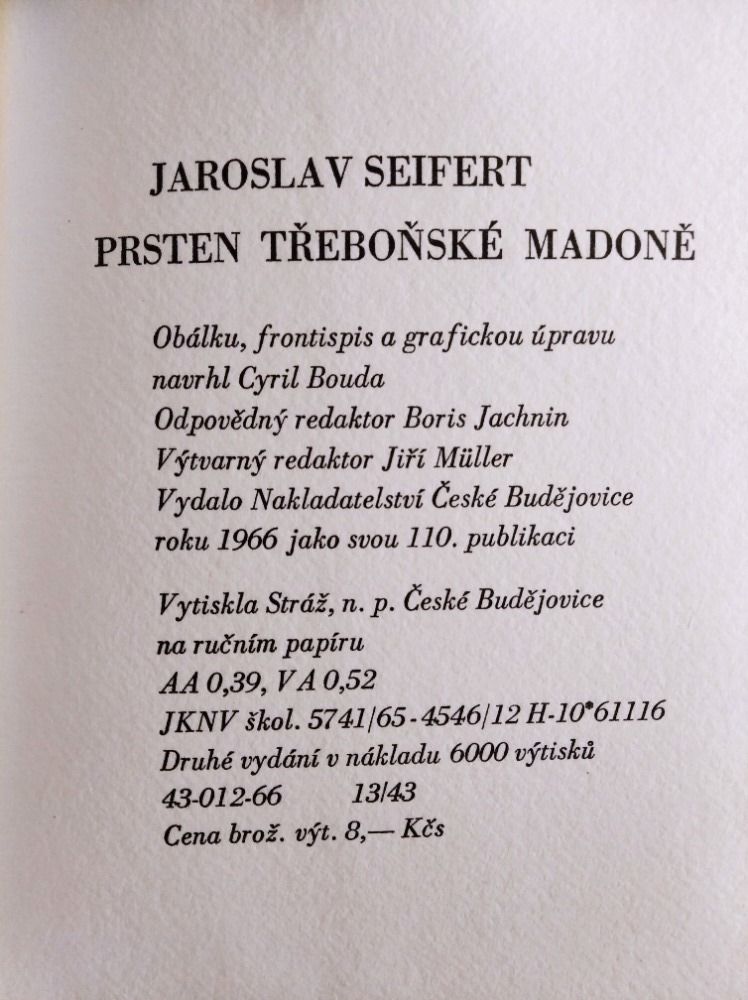 JAROSLAV SEIFERT
PRSTEN TŘEBOŇSKÉ MADONĚ
Obálku, frontispis a grafickou úpravu
navrhl Cyril Bouda
Odpovědný redaktor Boris Jachnin
Výtvarný redaktor Jiří Müller
Vydalo Nakladatelství České Budějovice
roku 1966 jako svou 110. publikaci
Vytiskla Stráž, n. p. České Budějovice
na ručním papíru
AA 0,39, VA 0,52
JKNV škol. 5741/65-4546/12 H-10*61116
Druhé vydání v nákladu 6000 výtisků
43-012-66 13/43
Cena brož. výt. 8,— Kčs